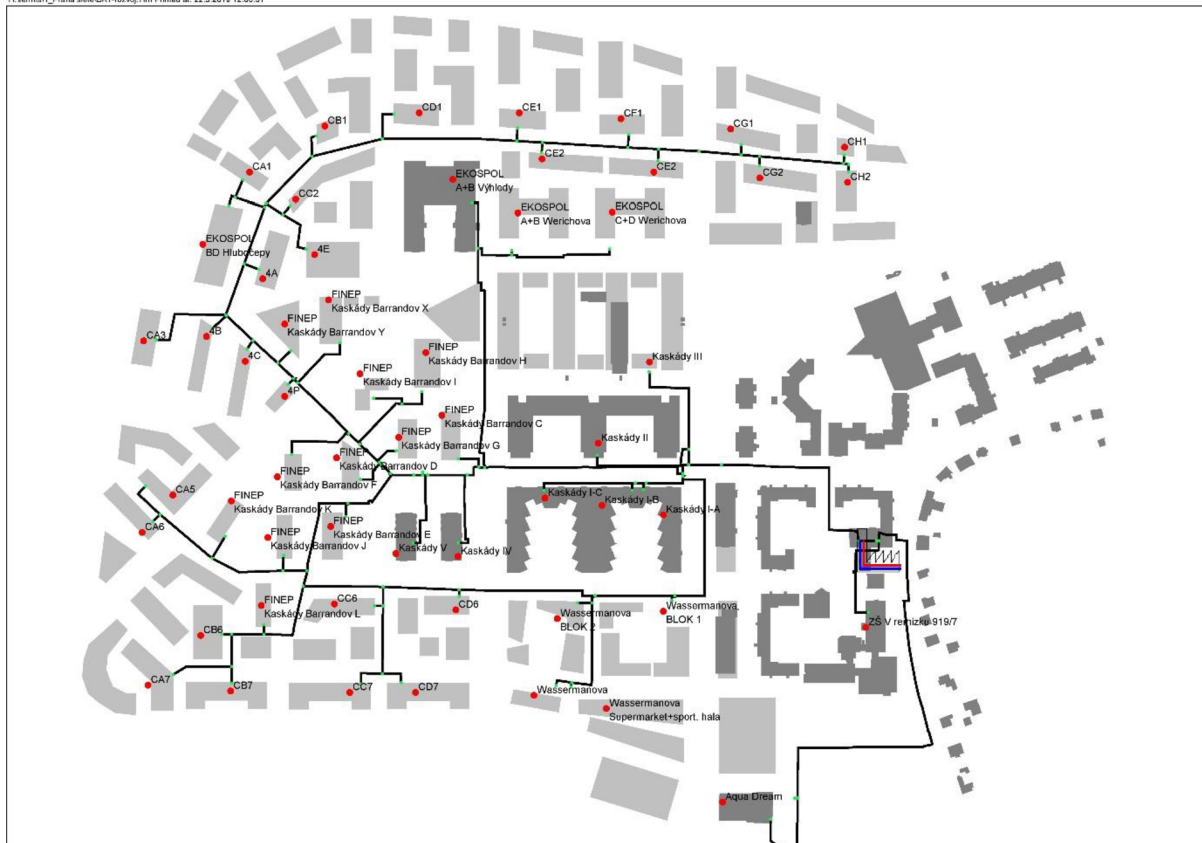 CD1
CE1
CF1
CB1
CG1
CH1
CE2
CE2
CG2
CH2
CA1
EKOSPOL
A+B Výhledy
CC2
EKOSPOL
A+B Werichova
EKOSPOL
C+D Werichova
EKOSPOL
BD Hlubočepy
4E
4A
FINEP
Kaskády Barrandov X
FINEP
Kaskády Barrandov Y
CA3
4B
4C
FINEP
Kaskády Barrandov H
Kaskády III
FINEP
Kaskády Barrandov I
4P
FINEP
Kaskády Barrandov C
FINEP
Kaskády Barrandov G
Kaskády II
FINEP
Kaskády Barrandov D
FINEP
Kaskády Barrandov F
CA5
Kaskády I-C
Kaskády I-B
Kaskády I-A
FINEP
Kaskády Barrandov K
CA6
FINEP
Kaskády Barrandov E
FINEP
Kaskády Barrandov J
Kaskády V
Kaskády IV
FINEP
Kaskády Barrandov L
CC6
CD6
Wassermanova
BLOK 2
Wassermanova,
BLOK 1
ZŠ V remízku 919/7
CB6
CA7
CB7
CC7
CD7
Wassermanova
Wassermanova
Supermarket+sport. hala
Aqua Dream